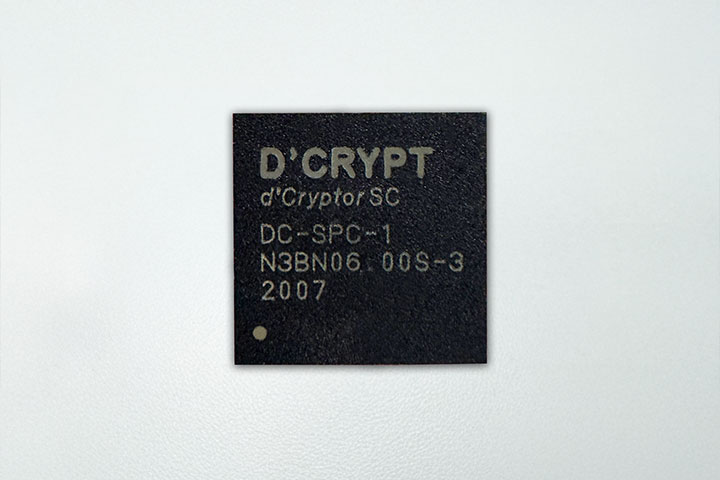 D'CRYPT
d'Cryptor SC
DC-SPC-1
N3BN06.00S-3
2007